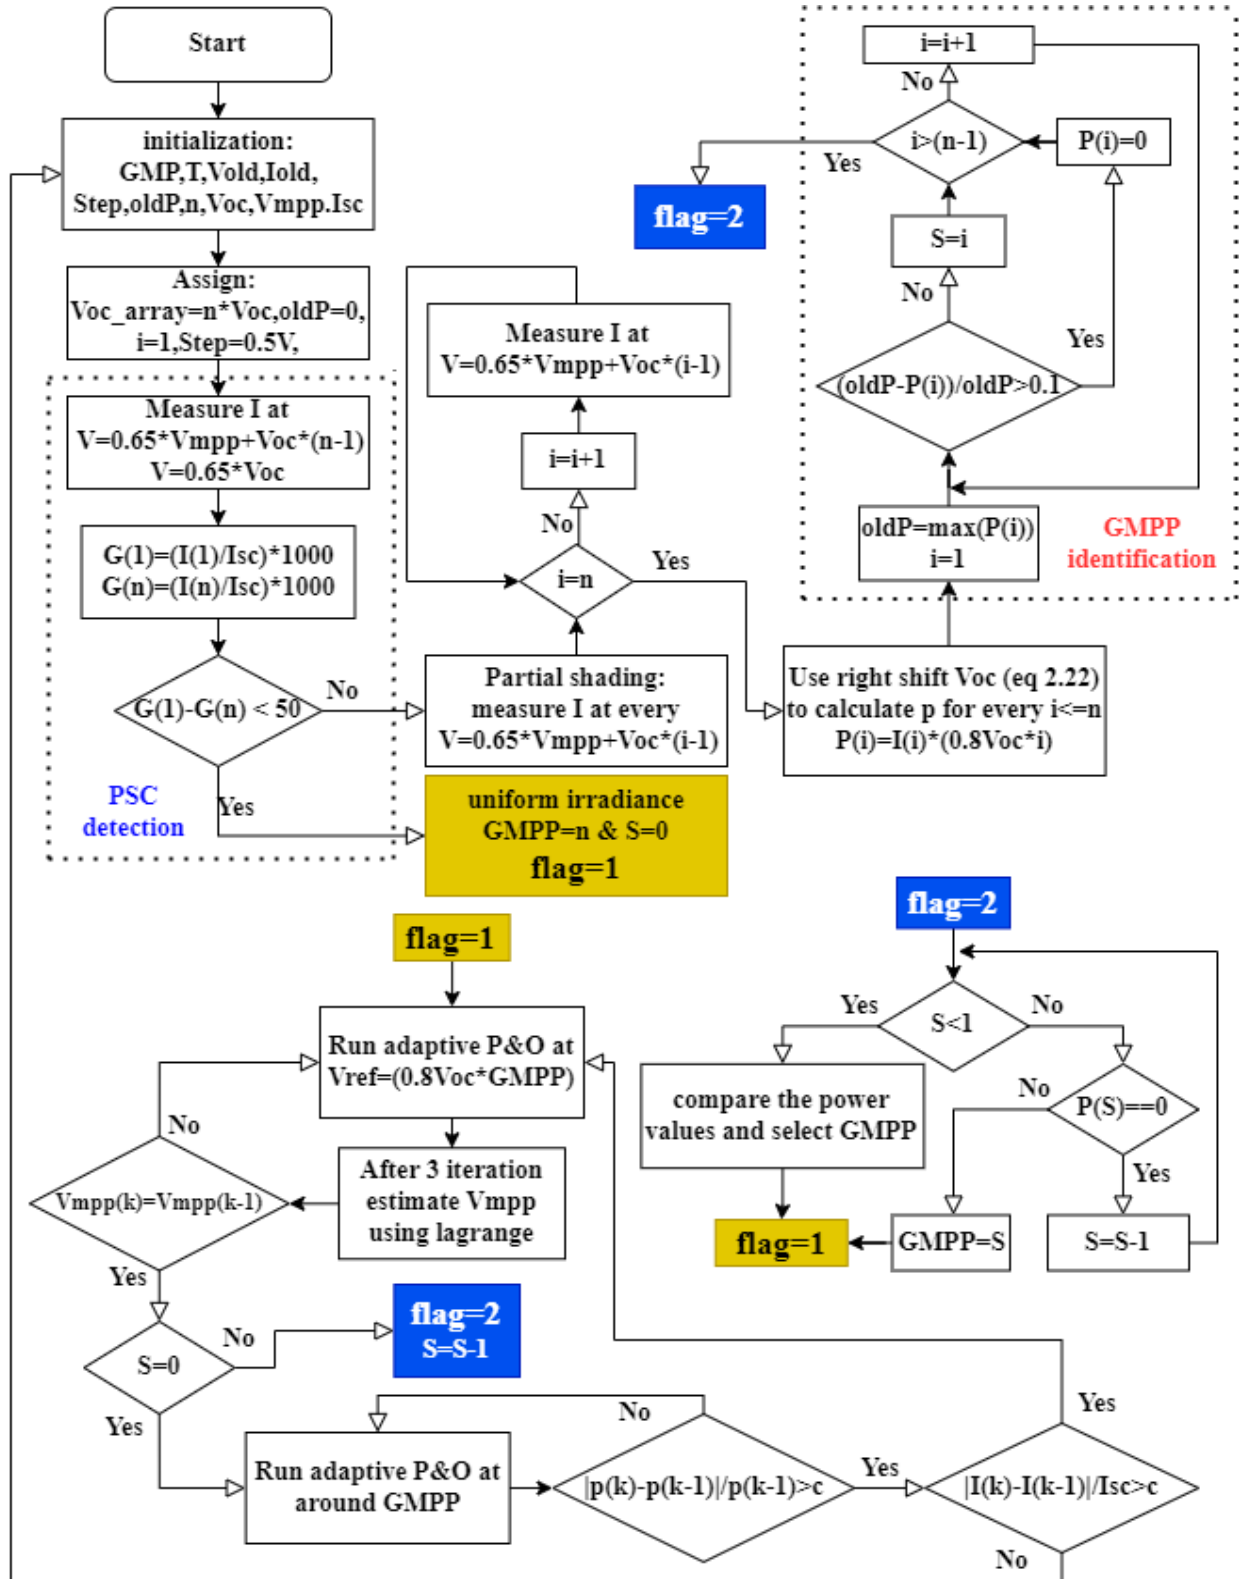 Start
initialization:
GMP,T,Vold,Iold,
Step,oldP,n,Voc,Vmpp.Isc
Assign:
Voc_array=n*Voc,oldP=0,
i=1,Step=0.5V,
Measure I at
V=0.65*Vmpp+Voc*(n-1)
V=0.65*Voc
G(1)=(I(1)/Isc)*1000
G(n)=(I(n)/Isc)*1000
G(1)-G(n) < 50
No
Yes
PSC
detection
Measure I at
V=0.65*Vmpp+Voc*(i-1)
i=i+1
No
i=n
Yes
Partial shading:
measure I at every
V=0.65*Vmpp+Voc*(i-1)
uniform irradiance
GMPP=n & S=0
flag=1
i=i+1
No
i>(n-1)
Yes
P(i)=0
flag=2
S=i
No
Yes
(oldP-P(i))/oldP>0.1
oldP=max(P(i))
i=1
GMPP
identification
Use right shift Voc (eq 2.22)
to calculate p for every i<=n
P(i)=I(i)*(0.8Voc*i)
flag=1
Run adaptive P&O at
Vref=(0.8Voc*GMPP)
No
After 3 iteration
estimate Vmpp
using lagrange
Vmpp(k)=Vmpp(k-1)
Yes
S=0
No
flag=2
S=S-1
Yes
Run adaptive P&O at
around GMPP
No
|p(k)-p(k-1)|/p(k-1)>c
Yes
|I(k)-I(k-1)|/Isc>c
Yes
No
flag=2
S<1
Yes
No
compare the power
values and select GMPP
No
P(S)==0
Yes
flag=1
GMPP=S
S=S-1